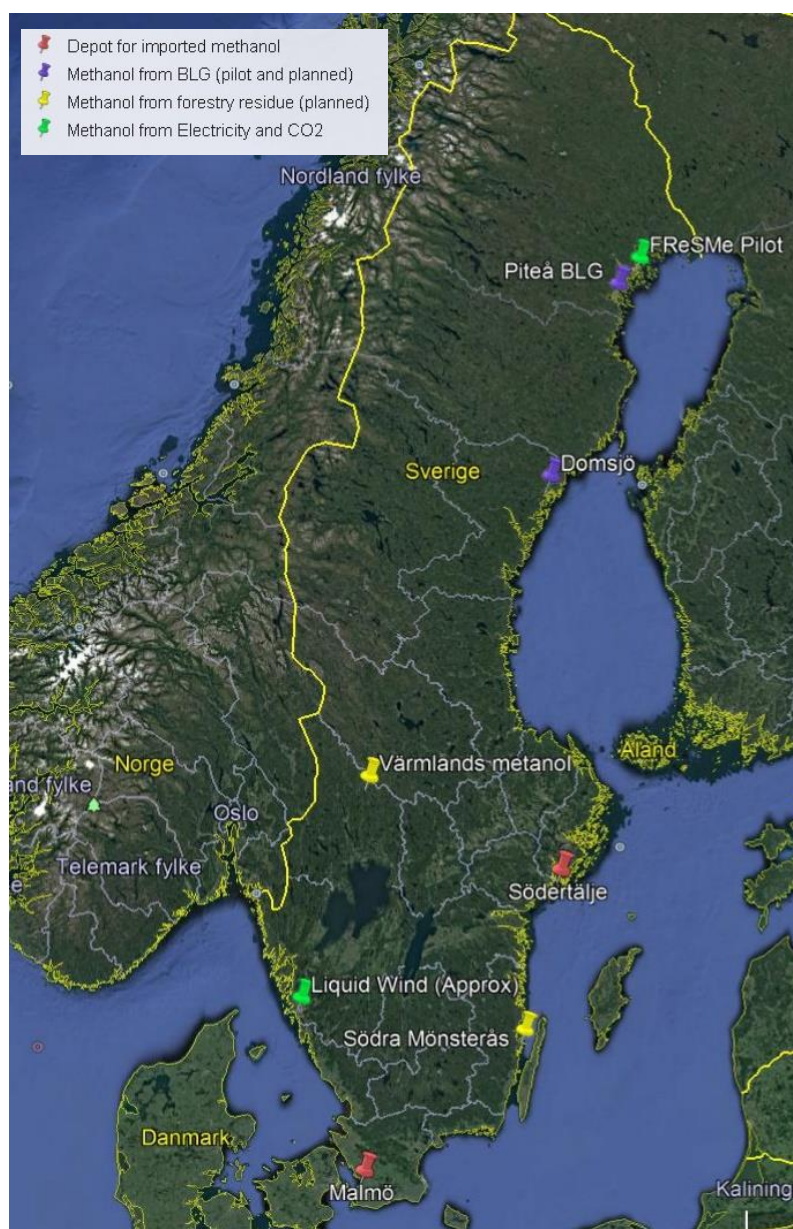 Depot for imported methanol
Methanol from BLG (pilot and planned)
Methanol from forestry residue (planned)
Methanol from Electricity and CO2
Nordland fylke
FReSMe Pilot
Piteå BLG
Sverige
Domsjö
Värmlands metanol
Åland
Norge
and fylke
Oslo
Telemark fylke
e
Södertälje
Liquid Wind (Approx)
Södra Mönsterås
Danmark
Malmö
Kalining